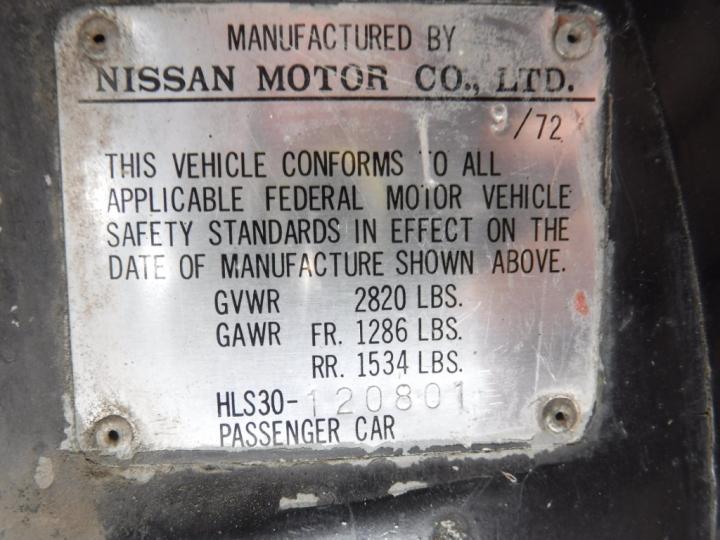 MANUFACTURED BY
NISSAN MOTOR CO., LTD.
9/72
THIS VEHICLE CONFORMS TO ALL
APPLICABLE FEDERAL MOTOR VEHICLE
SAFETY STANDARDS IN EFFECT ON THE
DATE OF MANUFACTURE SHOWN ABOVE.
GVWR 2820 LBS.
GAWR FR. 1286 LBS.
RR. 1534 LBS.
HLS30-120801
PASSENGER CAR